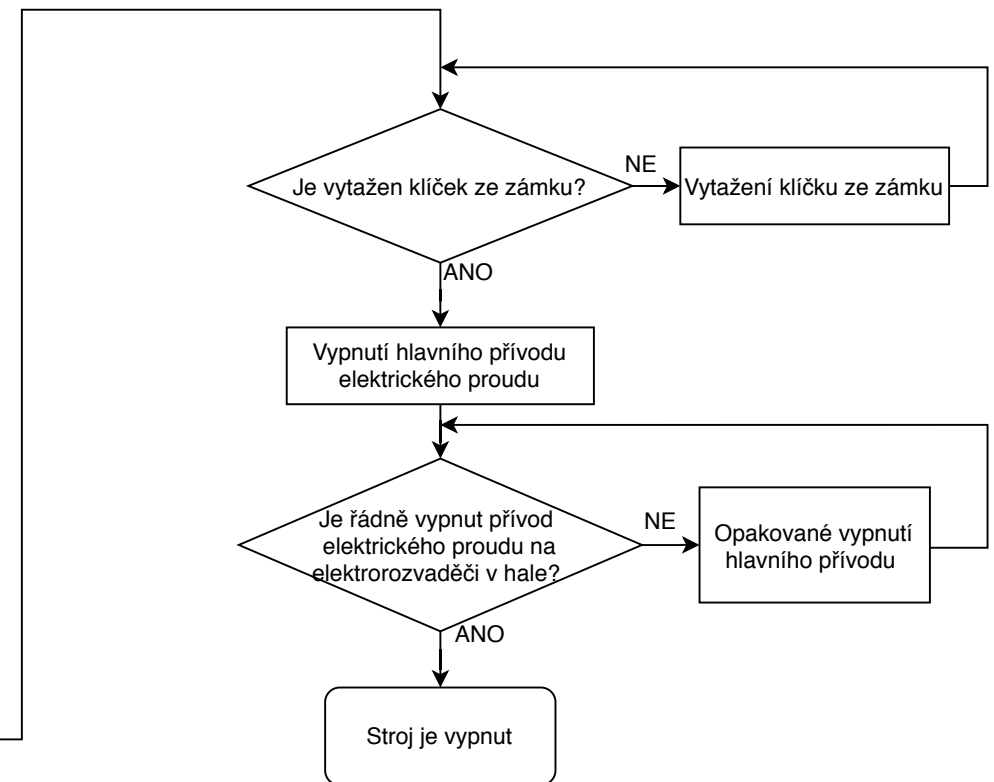 Je vytažen klíček ze zámku?
NE
Vytažení klíčku ze zámku
ANO
Vypnutí hlavního přívodu
elektrického proudu
Je řádně vypnut přívod
elektrického proudu na
elektrorozvaděči v hale?
NE
Opakované vypnutí
hlavního přívodu
ANO
Stroj je vypnut